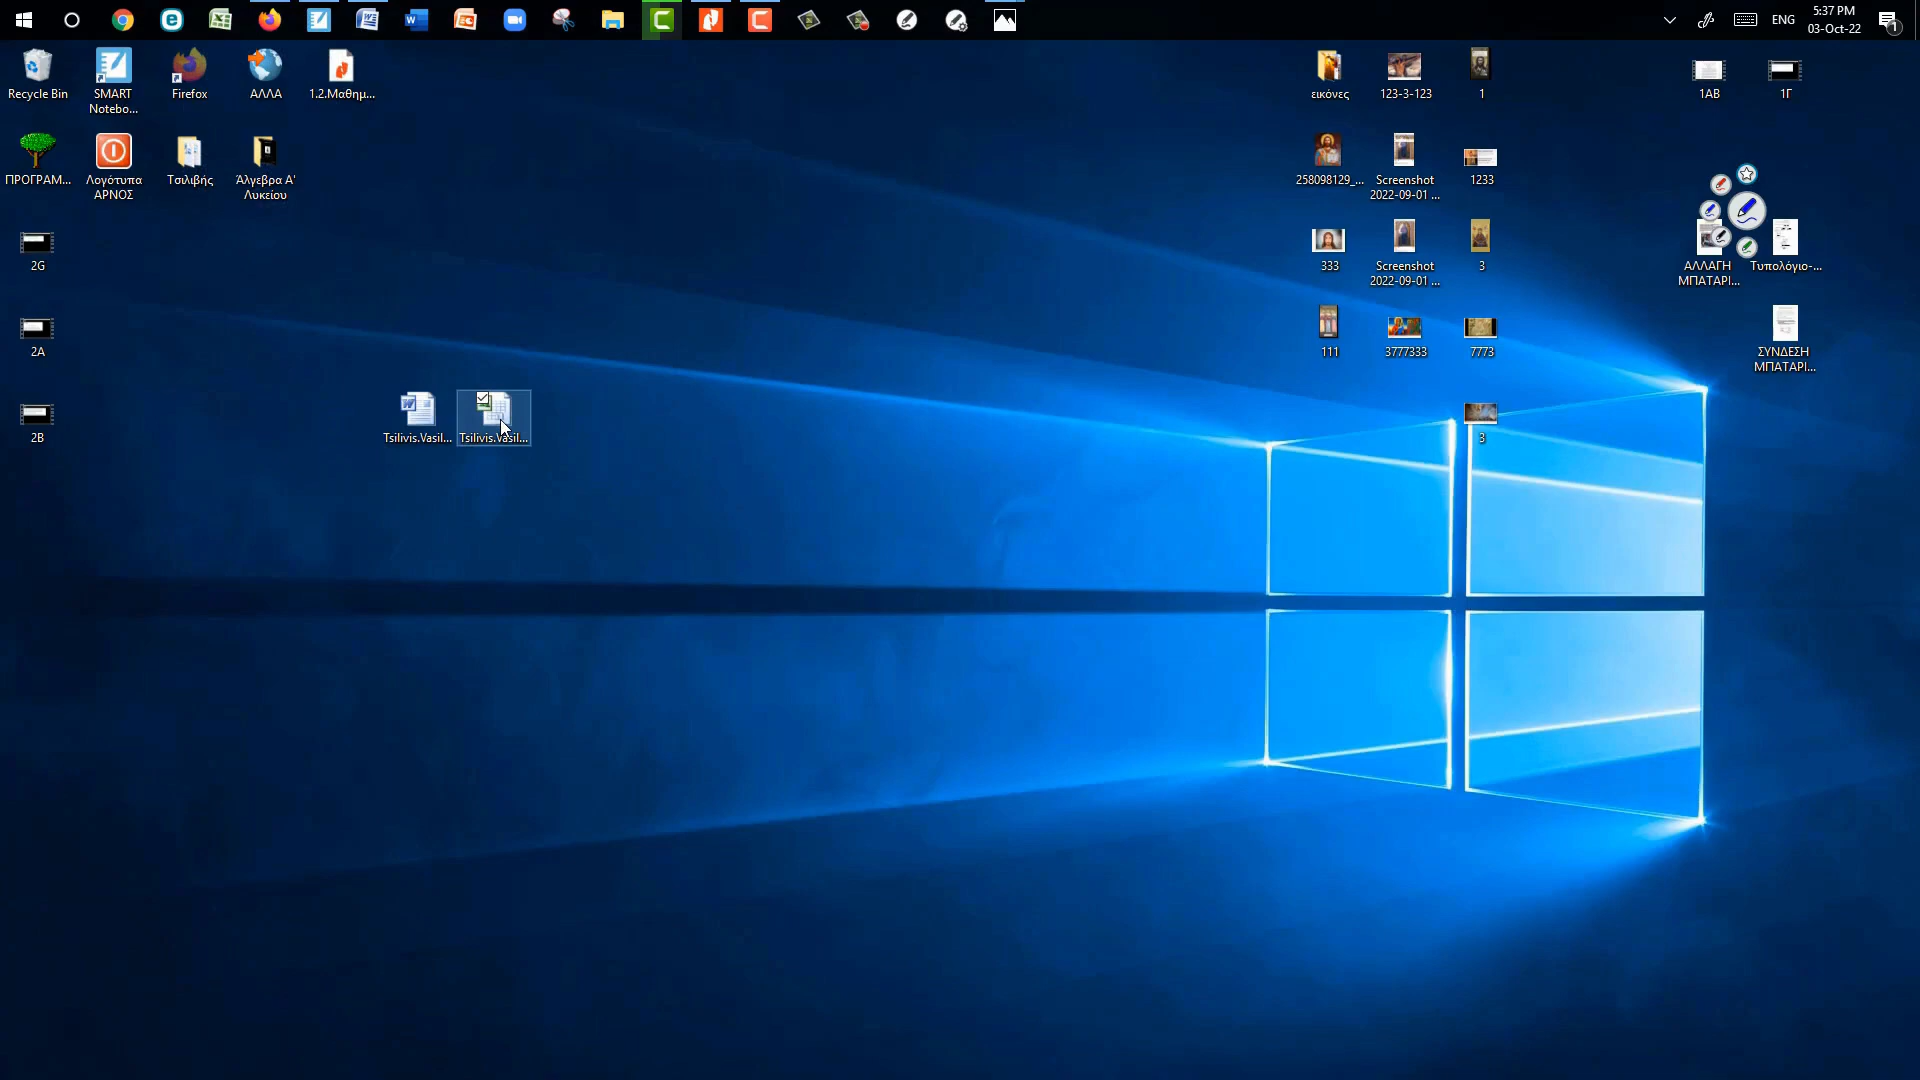 ENG
5:37 PM
03-Oct-22
1
Recycle Bin
SMART
Notebo...
Firefox
ΑΛΛΑ
1.2.Μαθημ...
εικόνες
123-3-123
1
1ΑΒ
1Γ
ΠΡΟΓΡΑΜ...
Λογότυπα
ΑΡΝΟΣ
Τσιλιβής
Άλγεβρα Α'
Λυκείου
258098129_...
Screenshot
2022-09-01 ...
1233
2G
333
Screenshot
2022-09-01 ...
3
ΑΛΛΑΓΗ
ΜΠΑΤΑΡΙ...
Τυπολόγιο-...
2A
111
3777333
7773
ΣΥΝΔΕΣΗ
ΜΠΑΤΑΡΙ...
2B
Tsilivis.Vasil...
Tsilivis.Vasil...
3